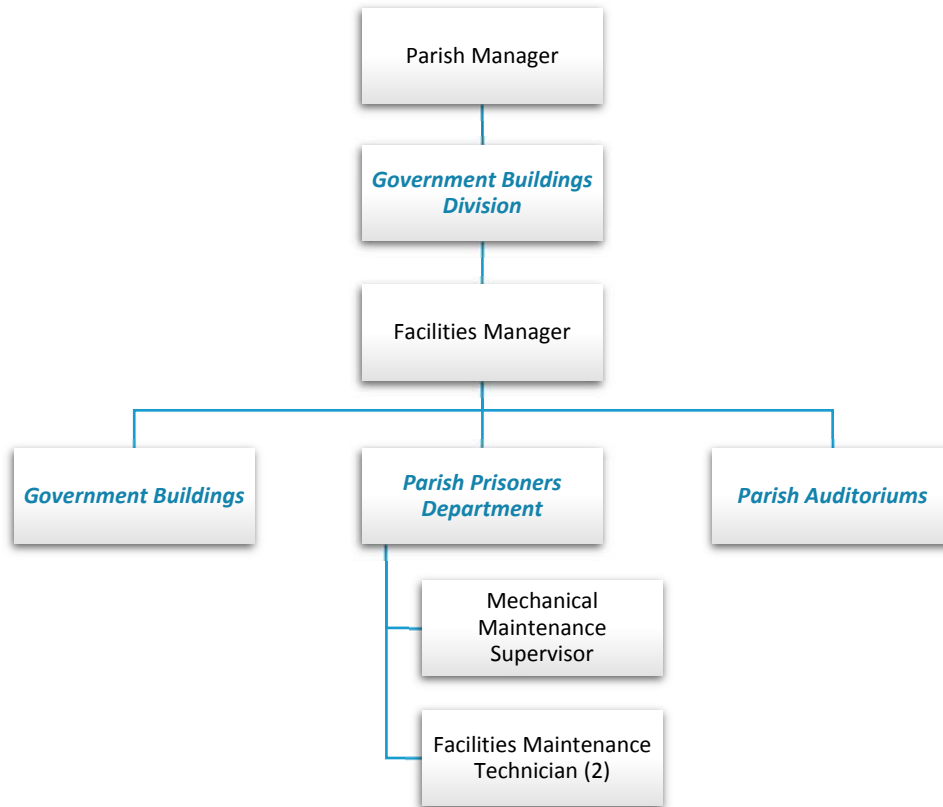 Parish Manager
Government Buildings
Division
Facilities Manager
Government Buildings
Parish Prisoners
Department
Parish Auditoriums
Mechanical
Maintenance
Supervisor
Facilities Maintenance
Technician (2)